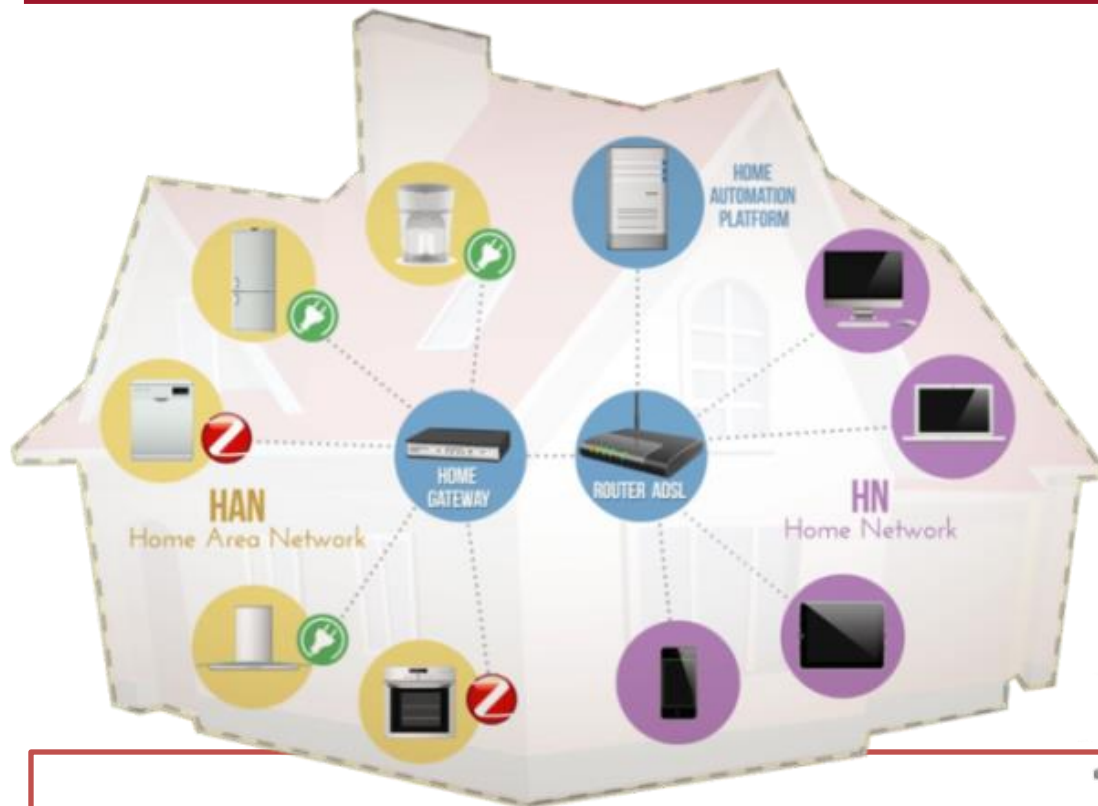 HOME
AUTOMATION
PLATFORM
HOME
GATEWAY
ROUTER ADSL
HAN
Home Area Network
HN
Home Network